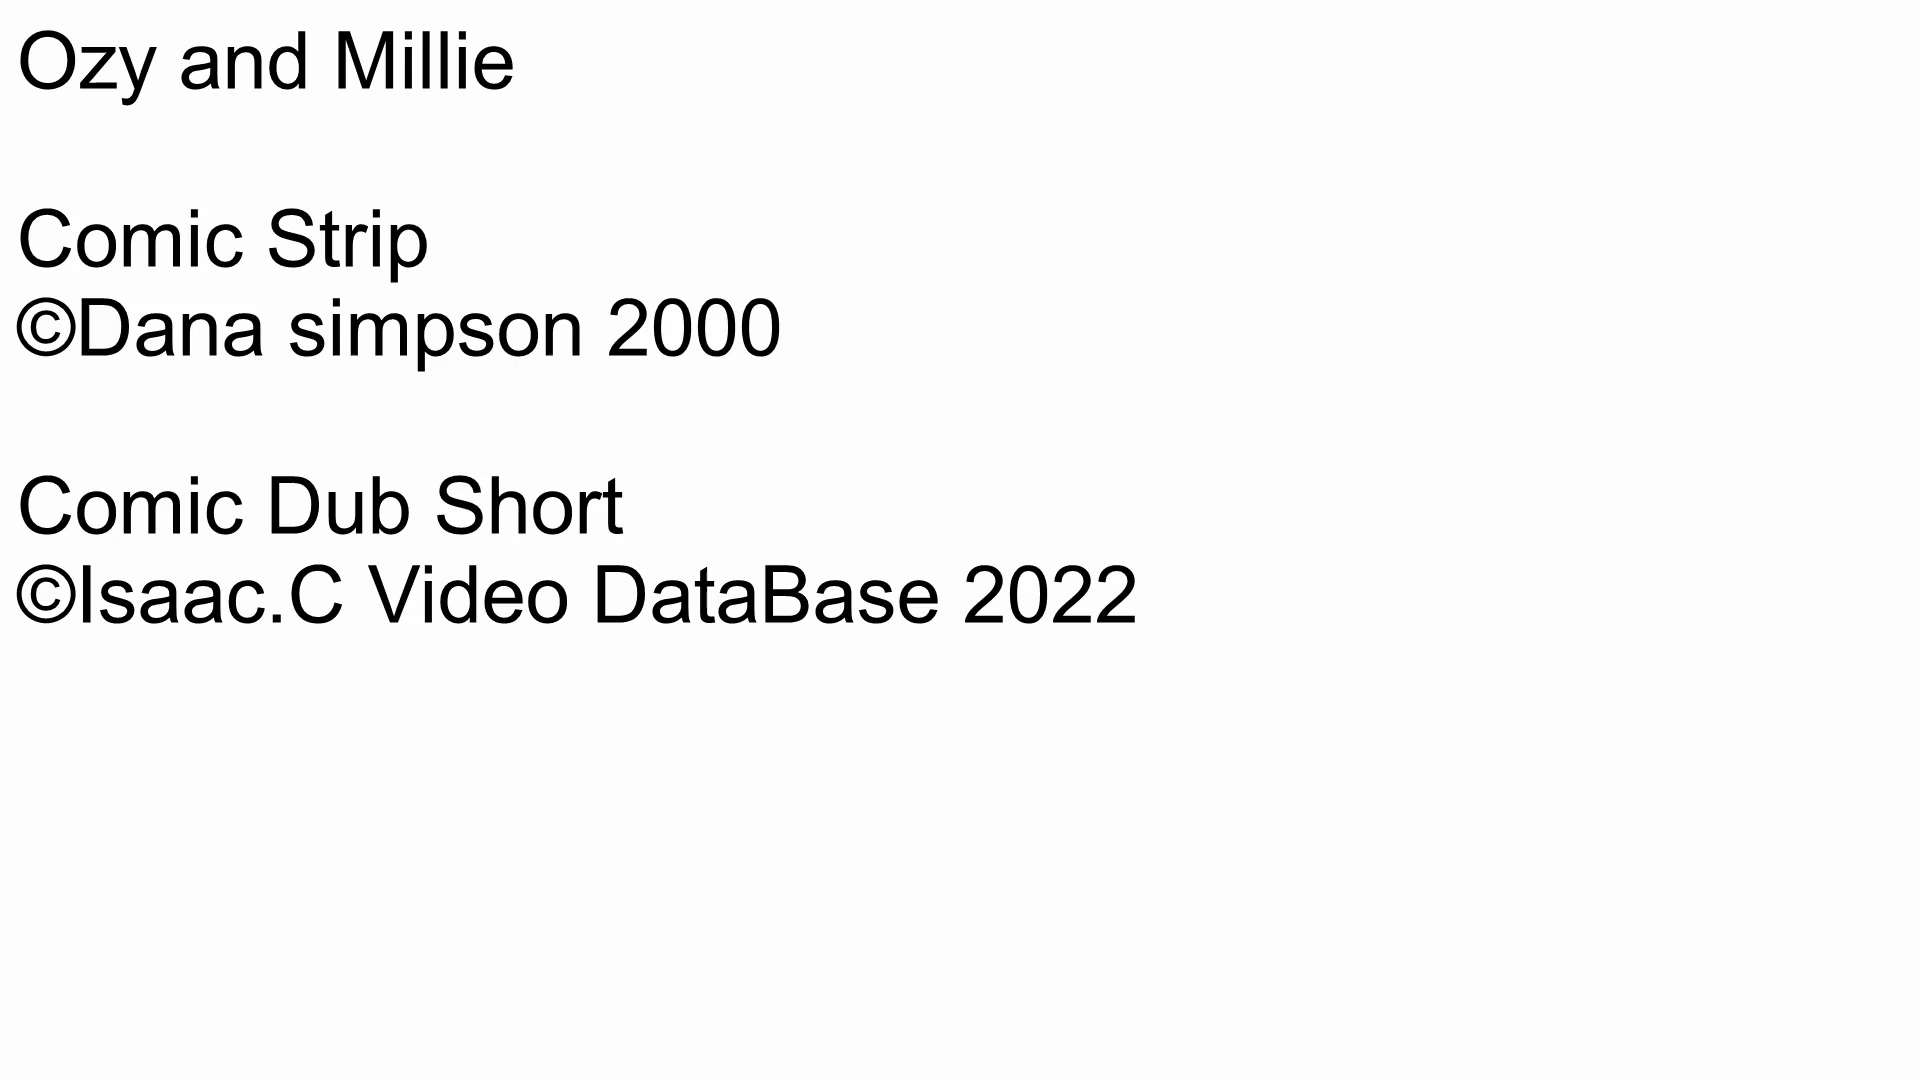 Ozy and Millie
Comic Strip
©Dana simpson 2000
Comic Dub Short
©Isaac.C Video DataBase 2022